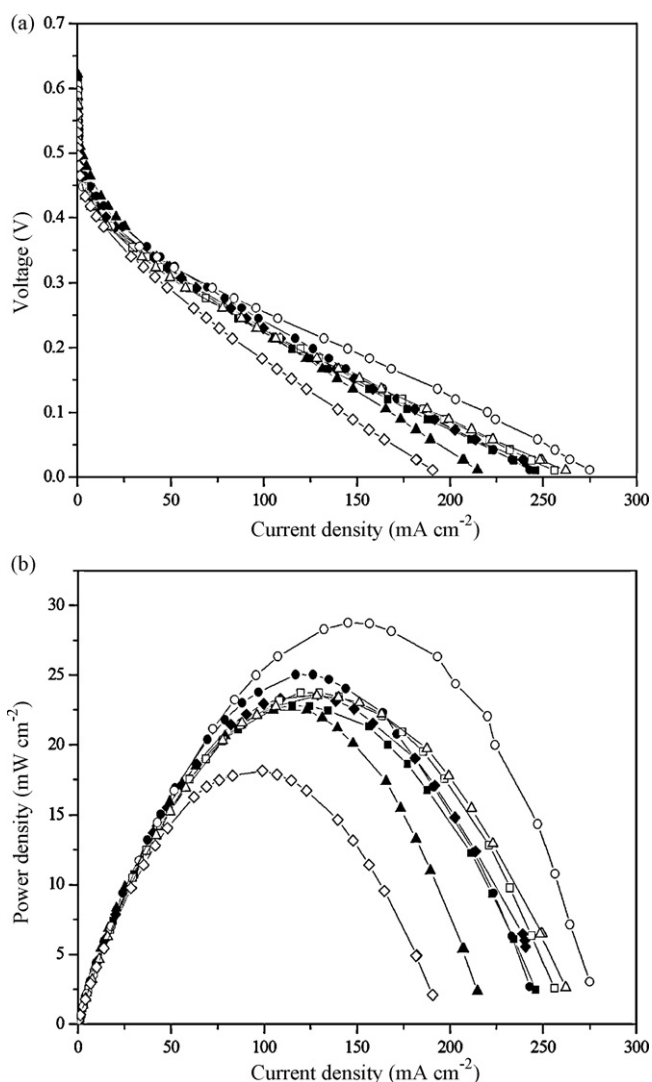 (a)
0.7
0.6
0.5
0.4
0.3
0.2
0.1
0.0
Voltage (V)
0 50 100 150 200 250 300
Current density (mA cm⁻²)
(b)
30
25
20
15
10
5
0
Power density (mW cm⁻²)
0 50 100 150 200 250 300
Current density (mA cm⁻²)